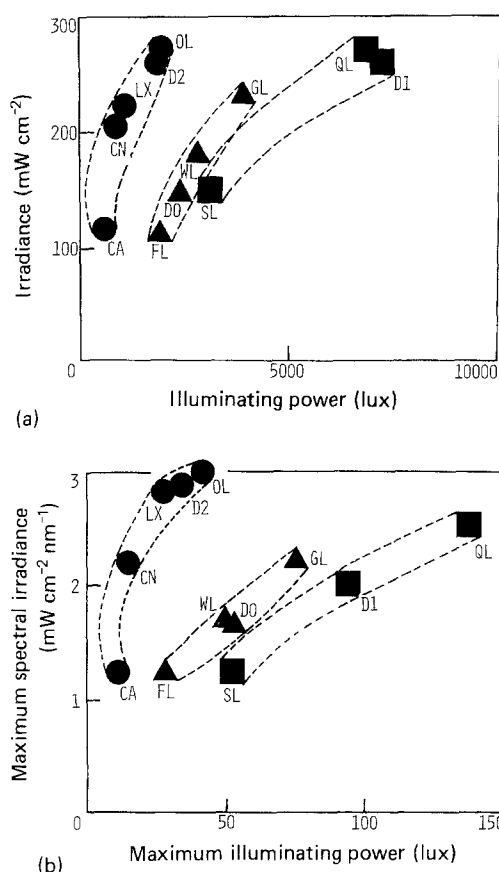 300
200
100
0
Irradiance (mW cm⁻²)
OL
D2
LX
CN
CA
GL
WL
DO
FL
QL
DI
SL
5000
10000
Illuminating power (lux)
(a)
3
2
1
0
Maximum spectral irradiance
(mW cm⁻² nm⁻¹)
OL
LX
D2
CN
CA
GL
WL
DO
FL
QL
DI
SL
50
100
150
Maximum illuminating power (lux)
(b)